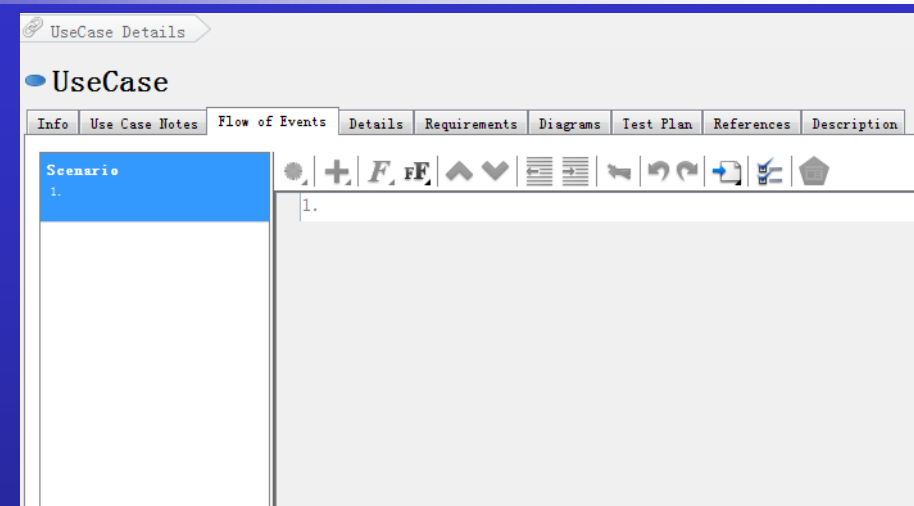 UseCase Details
UseCase
Info Use Case Notes Flow of Events Details Requirements Diagrams Test Plan References Description
Scenario
1.
F FF
1.